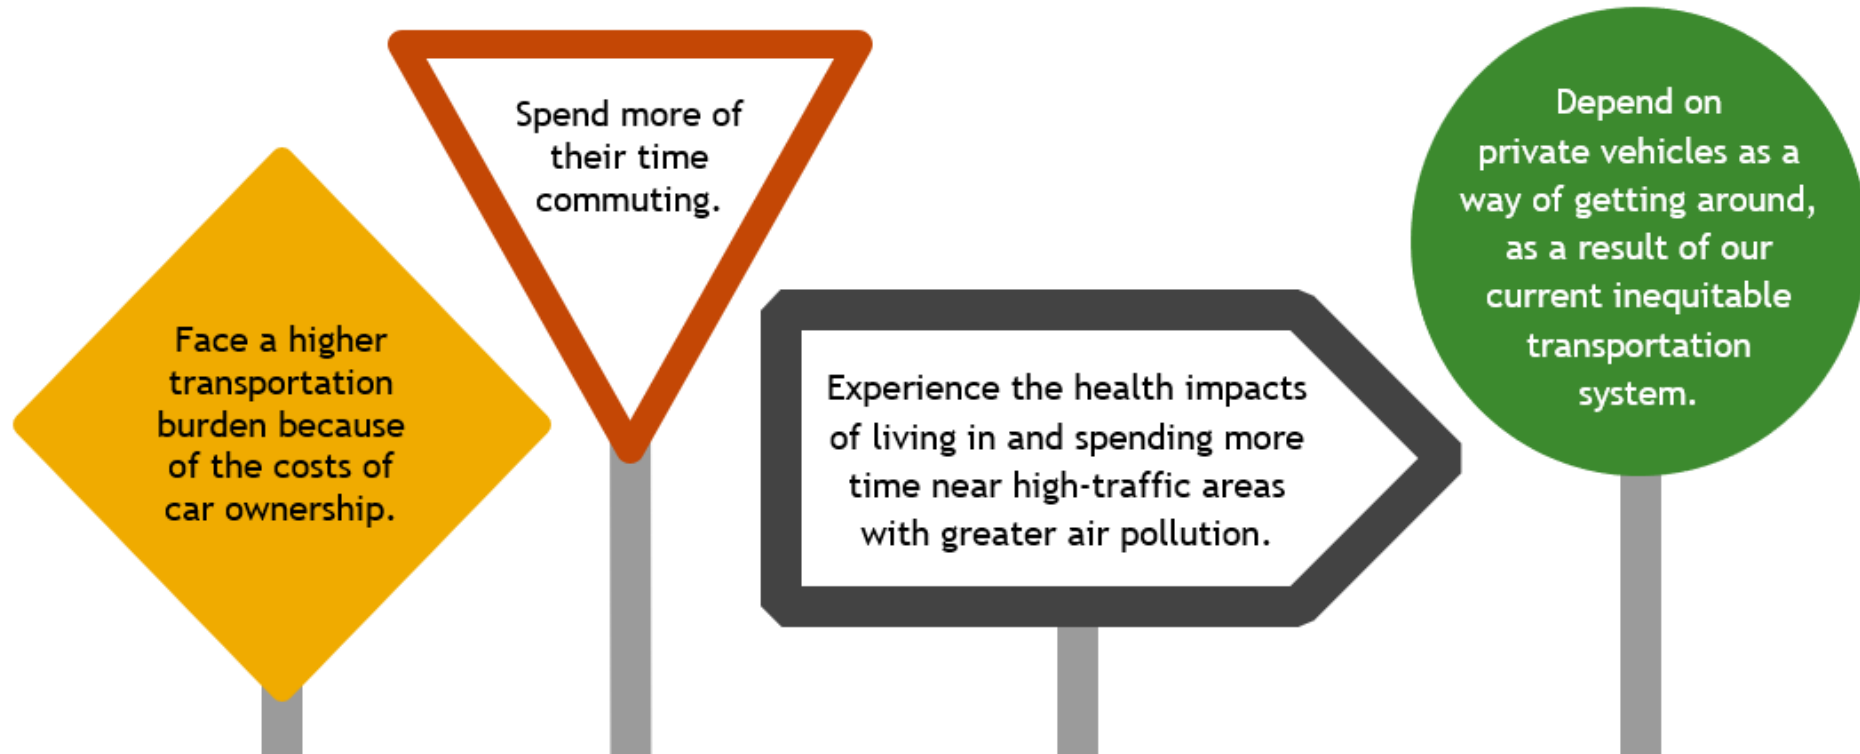 Face a higher
transportation
burden because
of the costs of
car ownership.
Spend more of
their time
commuting.
Experience the health impacts
of living in and spending more
time near high-traffic areas
with greater air pollution.
Depend on
private vehicles as a
way of getting around,
as a result of our
current inequitable
transportation
system.